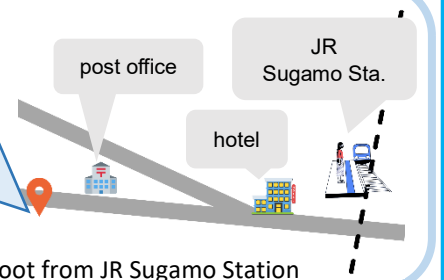 JR
Sugamo Sta.
post office
hotel
〒
oot from JR Sugamo Station